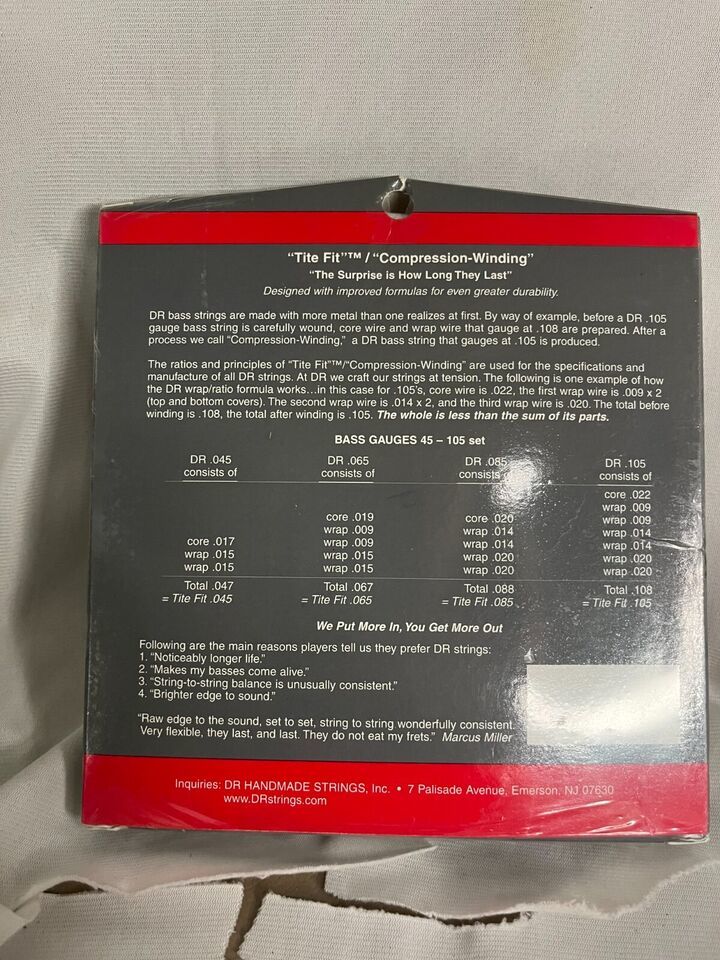 “Tite Fit”™ / “Compression-Winding”
“The Surprise is How Long They Last”
Designed with improved formulas for even greater durability.
DR bass strings are made with more metal than one realizes at first. By way of example, before a DR .105
gauge bass string is carefully wound, core wire and wrap wire that gauge at .108 are prepared. After a
process we call “Compression-Winding,” a DR bass string that gauges at .105 is produced.
The ratios and principles of “Tite Fit”™/“Compression-Winding” are used for the specifications and
manufacture of all DR strings. At DR we craft our strings at tension. The following is one example of how
the DR wrap/ratio formula works...in this case for .105’s, core wire is .022, the first wrap wire is .009 x 2
(top and bottom covers). The second wrap wire is .014 x 2, and the third wrap wire is .020. The total before
winding is .108, the total after winding is .105. The whole is less than the sum of its parts.
BASS GAUGES 45 – 105 set
DR .045 DR .065 DR .085 DR .105
consists of consists of consists of consists of
core .022
wrap .009
core .019 core .020 wrap .009
wrap .009 wrap .014 wrap .014
core .017 wrap .009 wrap .014 wrap .014
wrap .015 wrap .015 wrap .020 wrap .020
wrap .015 wrap .015 wrap .020 wrap .020
Total .047 Total .067 Total .088 Total .108
= Tite Fit .045 = Tite Fit .065 = Tite Fit .085 = Tite Fit .105
We Put More In, You Get More Out
Following are the main reasons players tell us they prefer DR strings:
1. “Noticeably longer life.”
2. “Makes my basses come alive.”
3. “String-to-string balance is unusually consistent.”
4. “Brighter edge to sound.”
“Raw edge to the sound, set to set, string to string wonderfully consistent.
Very flexible, they last, and last. They do not eat my frets.” Marcus Miller
Inquiries: DR HANDMADE STRINGS, Inc. • 7 Palisade Avenue, Emerson, NJ 07630
www.DRstrings.com